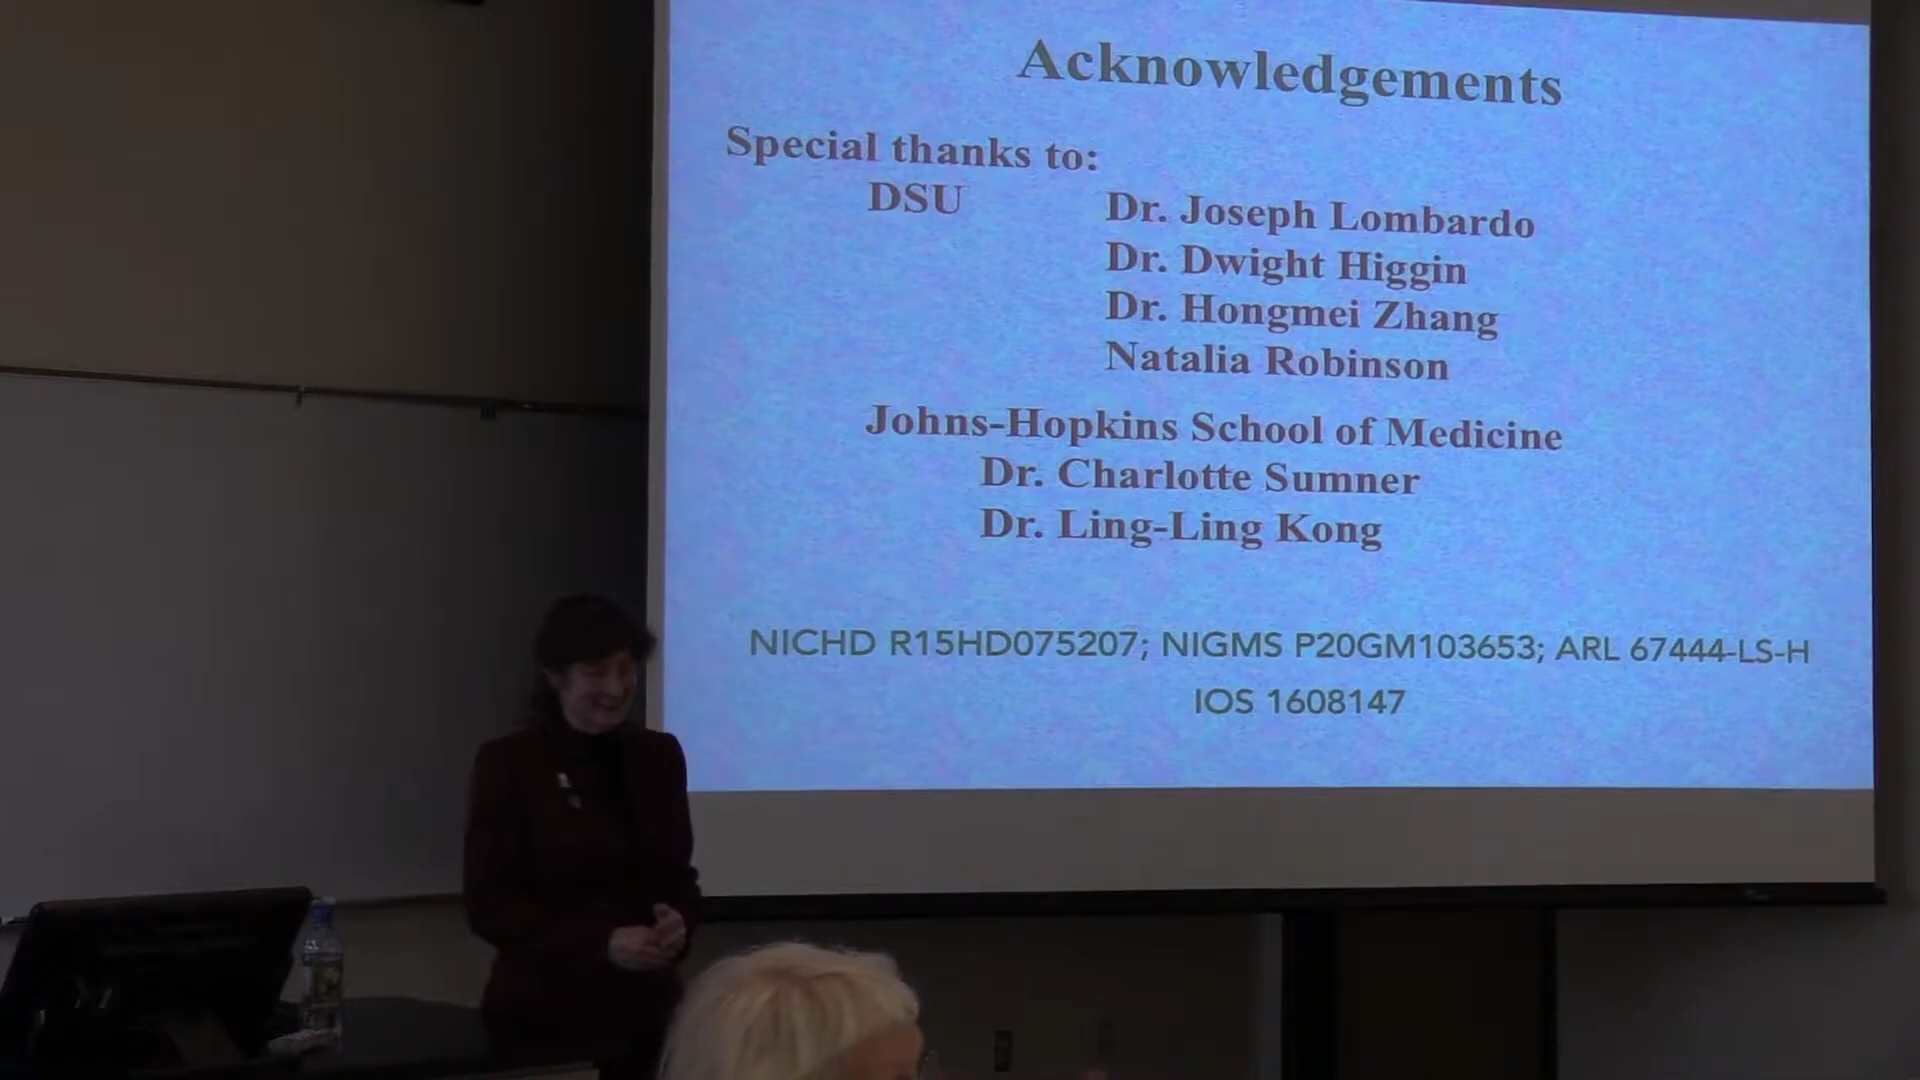 Acknowledgements
Special thanks to:
DSU Dr. Joseph Lombardo
Dr. Dwight Higgin
Dr. Hongmei Zhang
Natalia Robinson
Johns-Hopkins School of Medicine
Dr. Charlotte Sumner
Dr. Ling-Ling Kong
NICHD R15HD075207; NIGMS P20GM103653; ARL 67444-LS-H
IOS 1608147